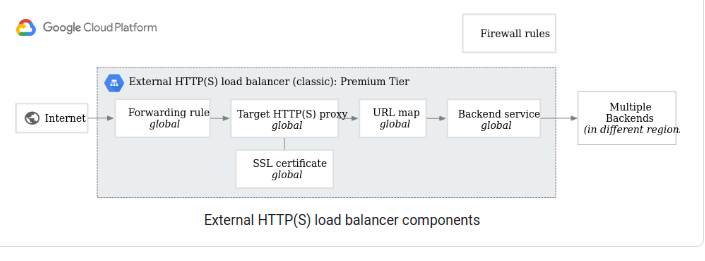 Google Cloud Platform
Firewall rules
External HTTP(S) load balancer (classic): Premium Tier
Internet
Forwarding rule
global
Target HTTP(S) proxy
global
URL map
global
Backend service
global
Multiple
Backends
(in different region
SSL certificate
global
External HTTP(S) load balancer components